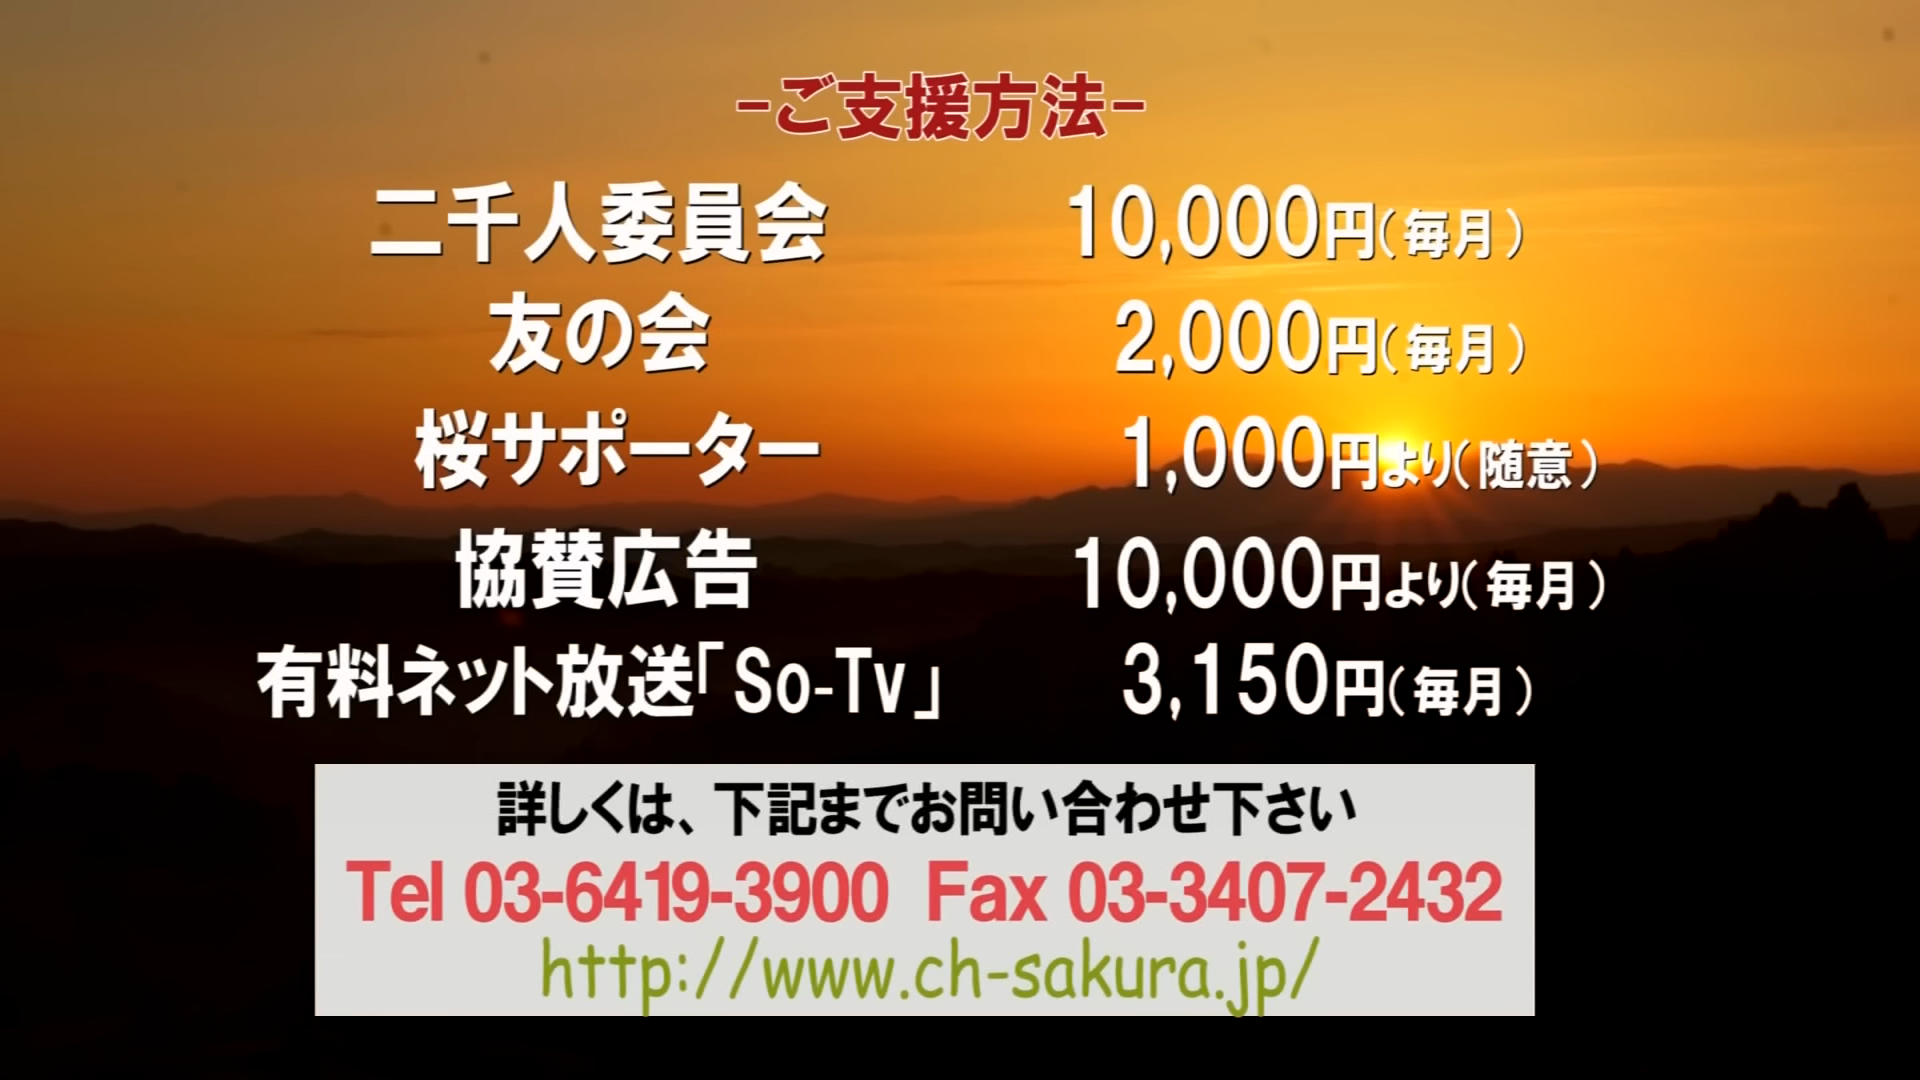 -ご支援方法-
二千人委員会 10,000円(毎月)
友の会 2,000円(毎月)
桜サポーター 1,000円より(随意)
協賛広告 10,000円より(毎月)
有料ネット放送「So-Tv」 3,150円(毎月)
詳しくは、下記までお問い合わせ下さい
Tel 03-6419-3900 Fax 03-3407-2432
http://www.ch-sakura.jp/